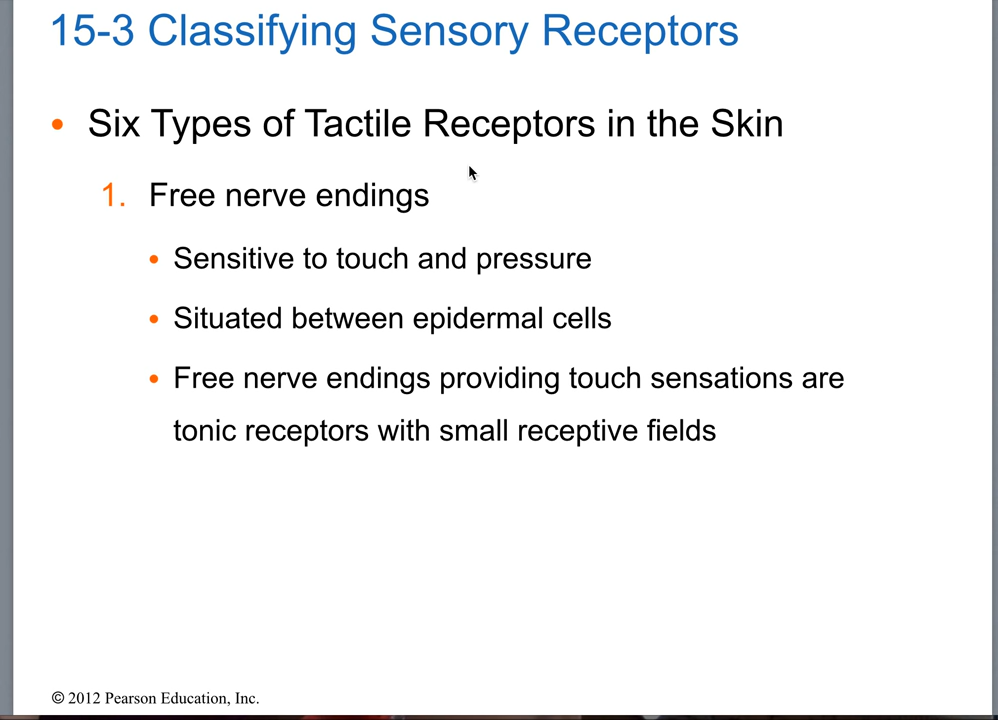 15-3 Classifying Sensory Receptors
• Six Types of Tactile Receptors in the Skin
1. Free nerve endings
• Sensitive to touch and pressure
• Situated between epidermal cells
• Free nerve endings providing touch sensations are
tonic receptors with small receptive fields
© 2012 Pearson Education, Inc.